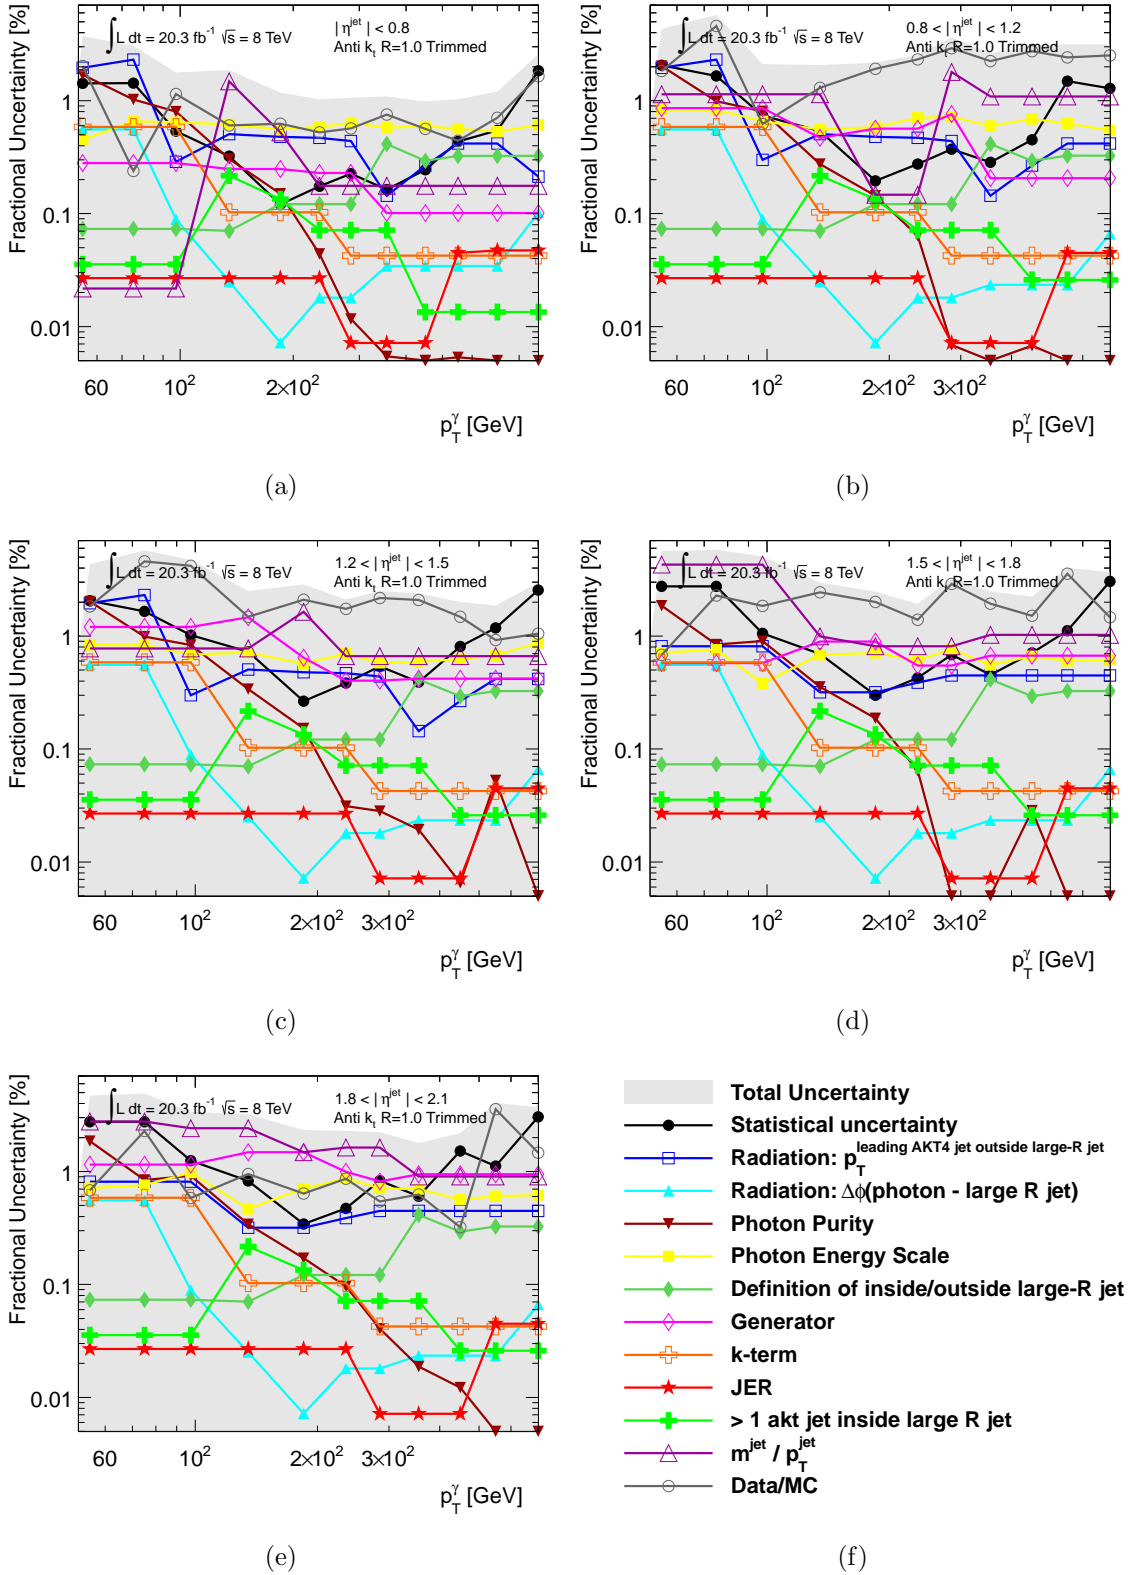 Fractional Uncertainty [%]
∫ L dt = 20.3 fb⁻¹ √s = 8 TeV
| η^jet | < 0.8
Anti k_t R=1.0 Trimmed
1
0.1
0.01
60
10²
2×10²
p_T^γ [GeV]
(a)
Fractional Uncertainty [%]
∫ L dt = 20.3 fb⁻¹ √s = 8 TeV
0.8 < | η^jet | < 1.2
Anti k_t R=1.0 Trimmed
1
0.1
0.01
60
10²
2×10²
3×10²
p_T^γ [GeV]
(b)
Fractional Uncertainty [%]
∫ L dt = 20.3 fb⁻¹ √s = 8 TeV
1.2 < | η^jet | < 1.5
Anti k_t R=1.0 Trimmed
1
0.1
0.01
60
10²
2×10²
3×10²
p_T^γ [GeV]
(c)
Fractional Uncertainty [%]
∫ L dt = 20.3 fb⁻¹ √s = 8 TeV
1.5 < | η^jet | < 1.8
Anti k_t R=1.0 Trimmed
1
0.1
0.01
60
10²
2×10²
3×10²
p_T^γ [GeV]
(d)
Fractional Uncertainty [%]
∫ L dt = 20.3 fb⁻¹ √s = 8 TeV
1.8 < | η^jet | < 2.1
Anti k_t R=1.0 Trimmed
1
0.1
0.01
60
10²
2×10²
3×10²
p_T^γ [GeV]
(e)
Total Uncertainty
Statistical uncertainty
Radiation: p_T^leading AKT4 jet outside large-R jet
Radiation: Δϕ(photon - large R jet)
Photon Purity
Photon Energy Scale
Definition of inside/outside large-R jet
Generator
k-term
JER
> 1 akt jet inside large R jet
m^jet / p_T^jet
Data/MC
(f)